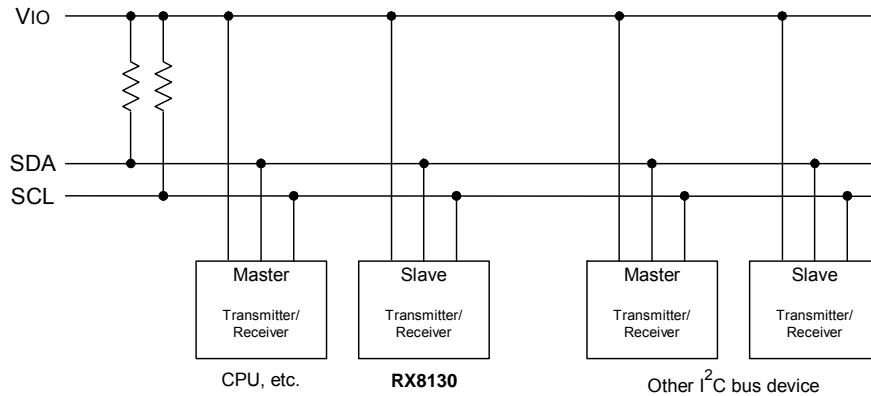 VIO
SDA
SCL
Master
Transmitter/
Receiver
Slave
Transmitter/
Receiver
Master
Transmitter/
Receiver
Slave
Transmitter/
Receiver
CPU, etc.
RX8130
Other I²C bus device